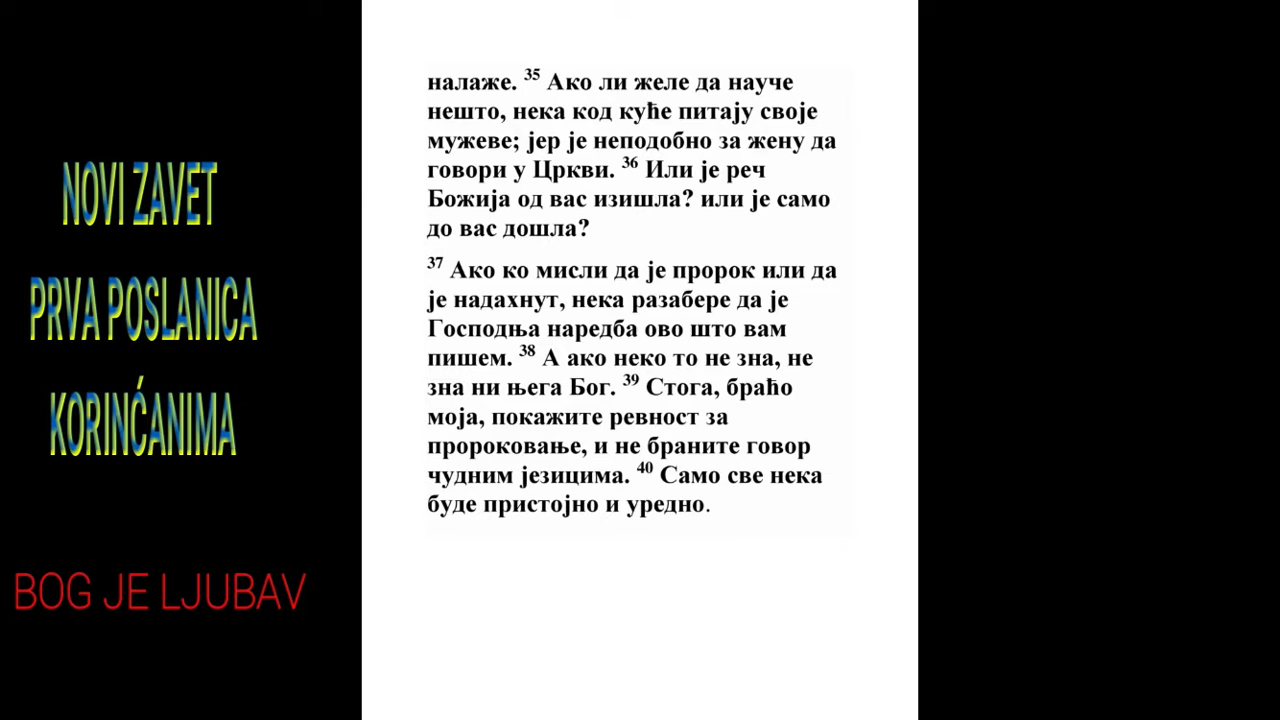 NOVI ZAVET
PRVA POSLANICA
KORINĆANIMA
BOG JE LJUBAV
налаже. 35 Ако ли желе да науче
нешто, нека код куће питају своје
мужеве; јер је неподобно за жену да
говори у Цркви. 36 Или је реч
Божија од вас изишла? или је само
до вас дошла?
37 Ако ко мисли да је пророк или да
је надахнут, нека разабере да је
Господња наредба ово што вам
пишем. 38 А ако неко то не зна, не
зна ни њега Бог. 39 Стога, браћо
моја, покажите ревност за
пророковање, и не браните говор
чудним језицима. 40 Само све нека
буде пристојно и уредно.